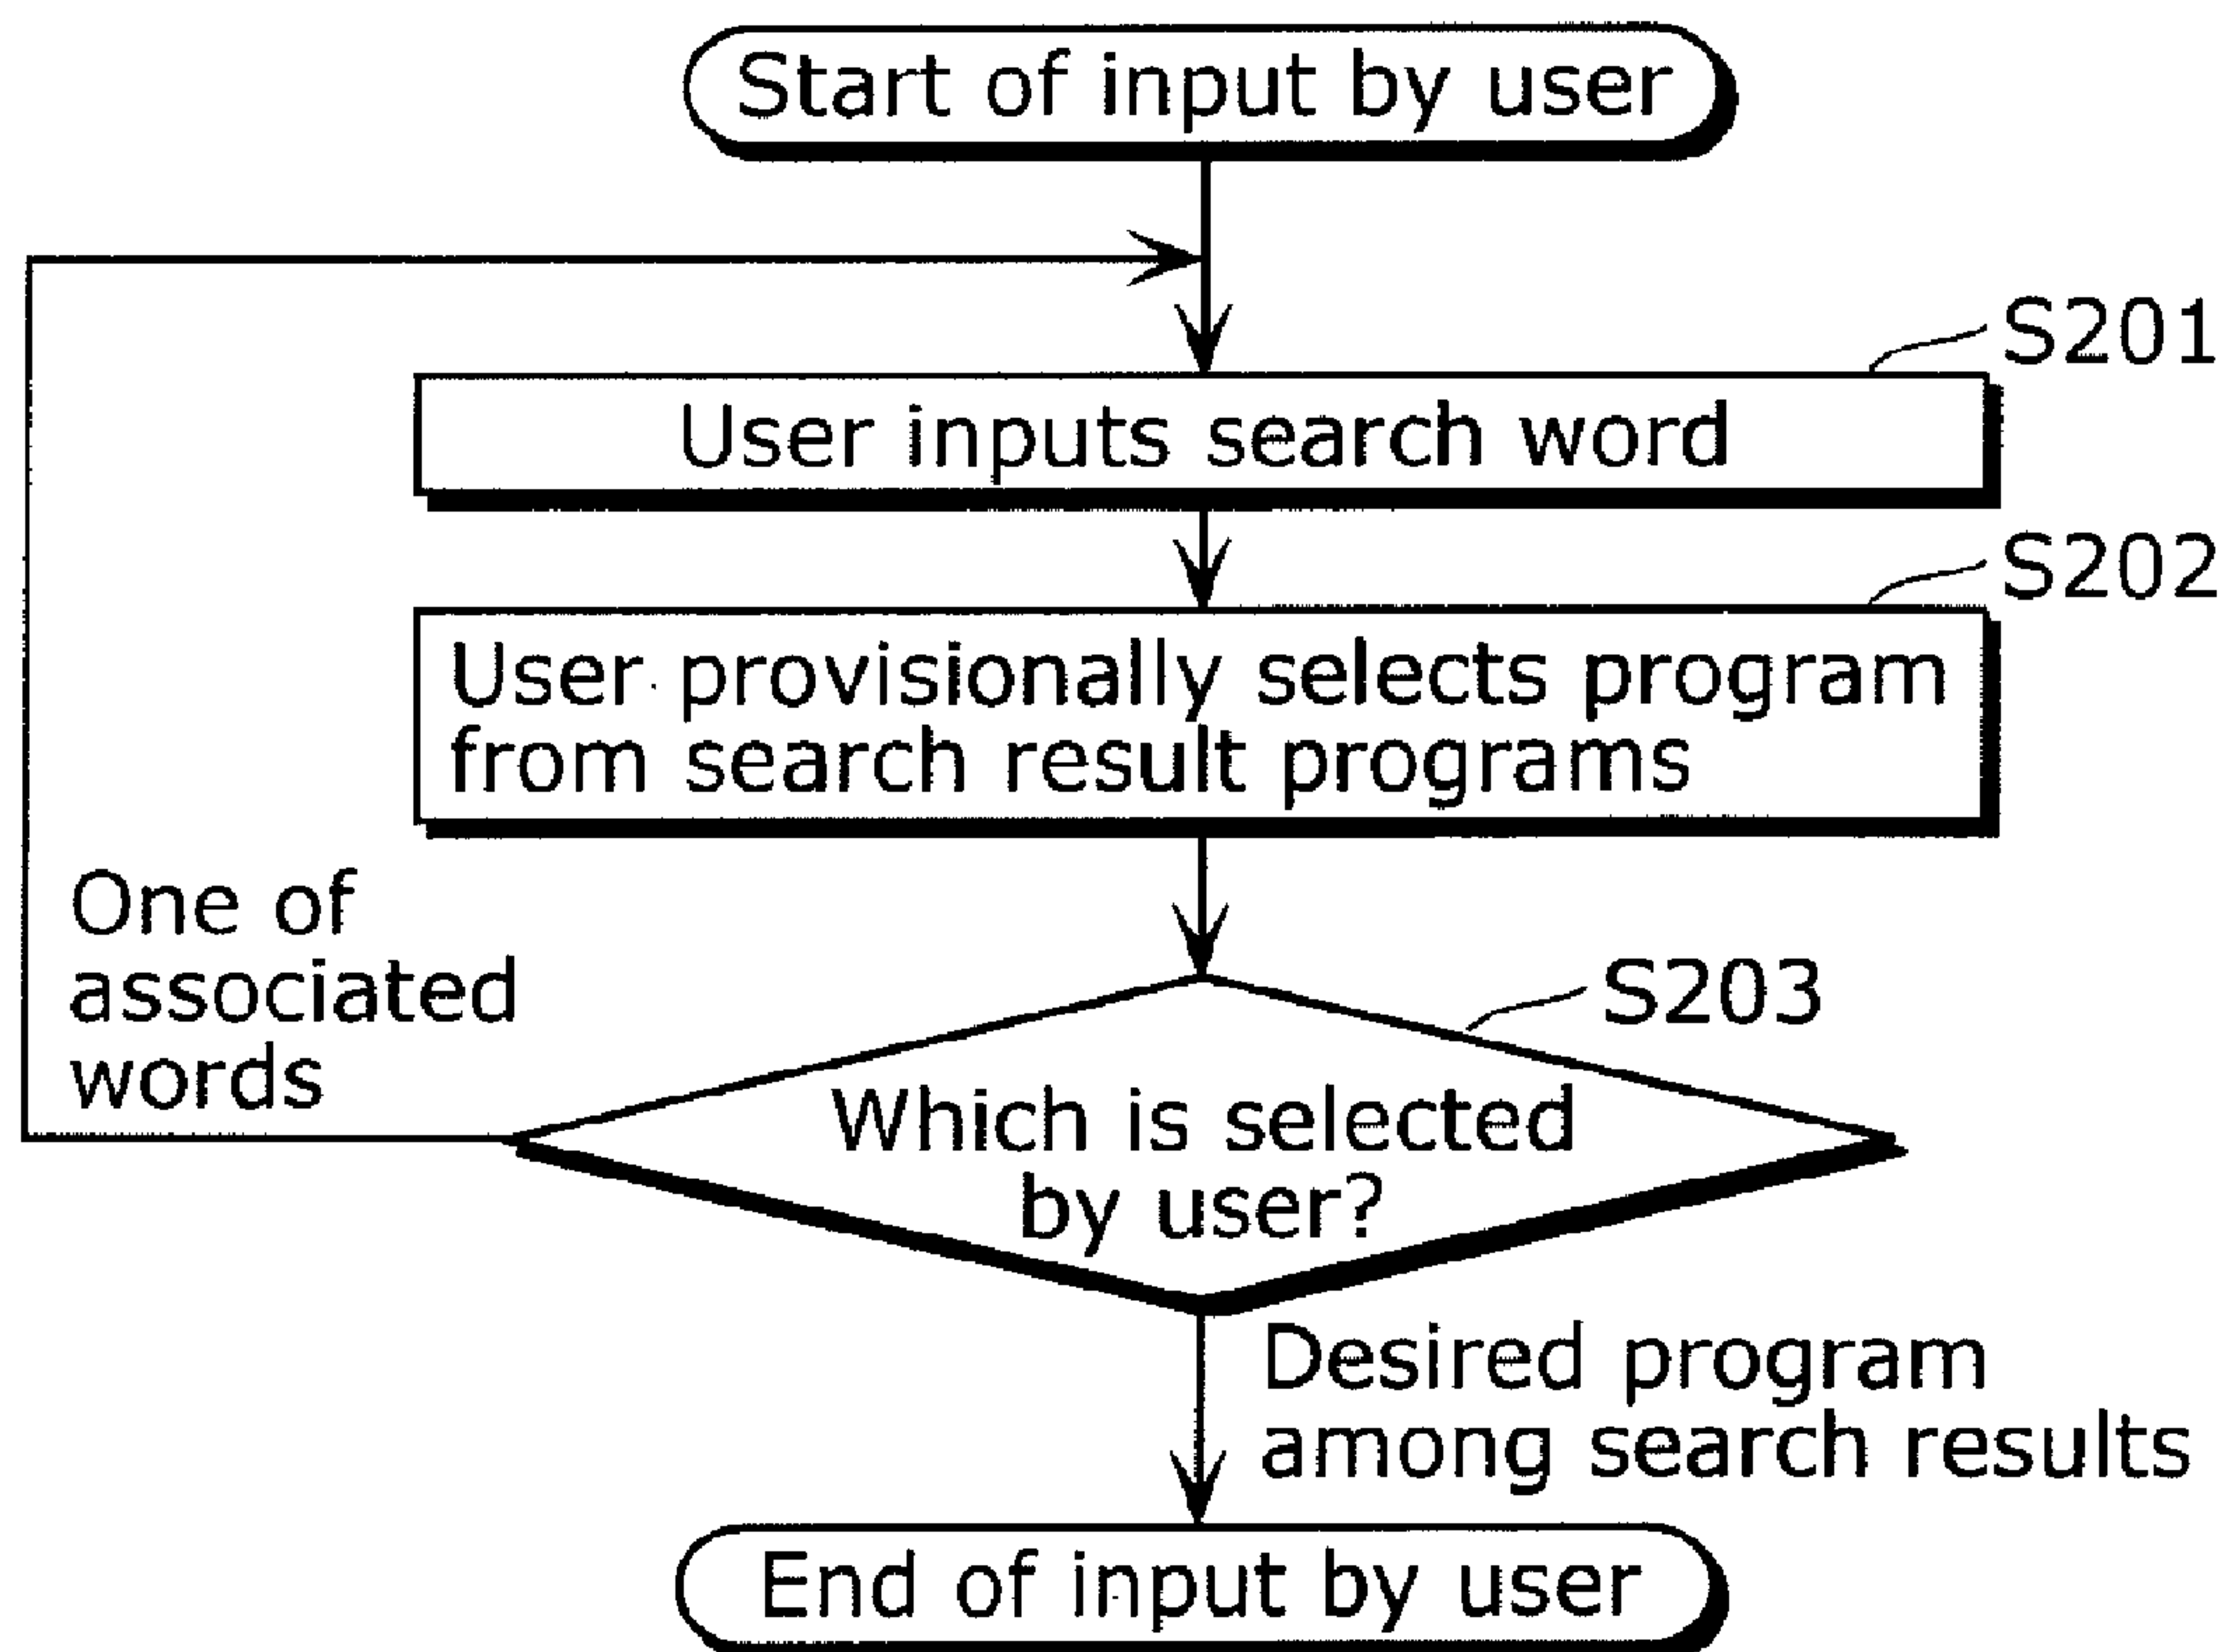 Start of input by user
S201
User inputs search word
S202
User provisionally selects program
from search result programs
One of
associated
words
S203
Which is selected
by user?
Desired program
among search results
End of input by user